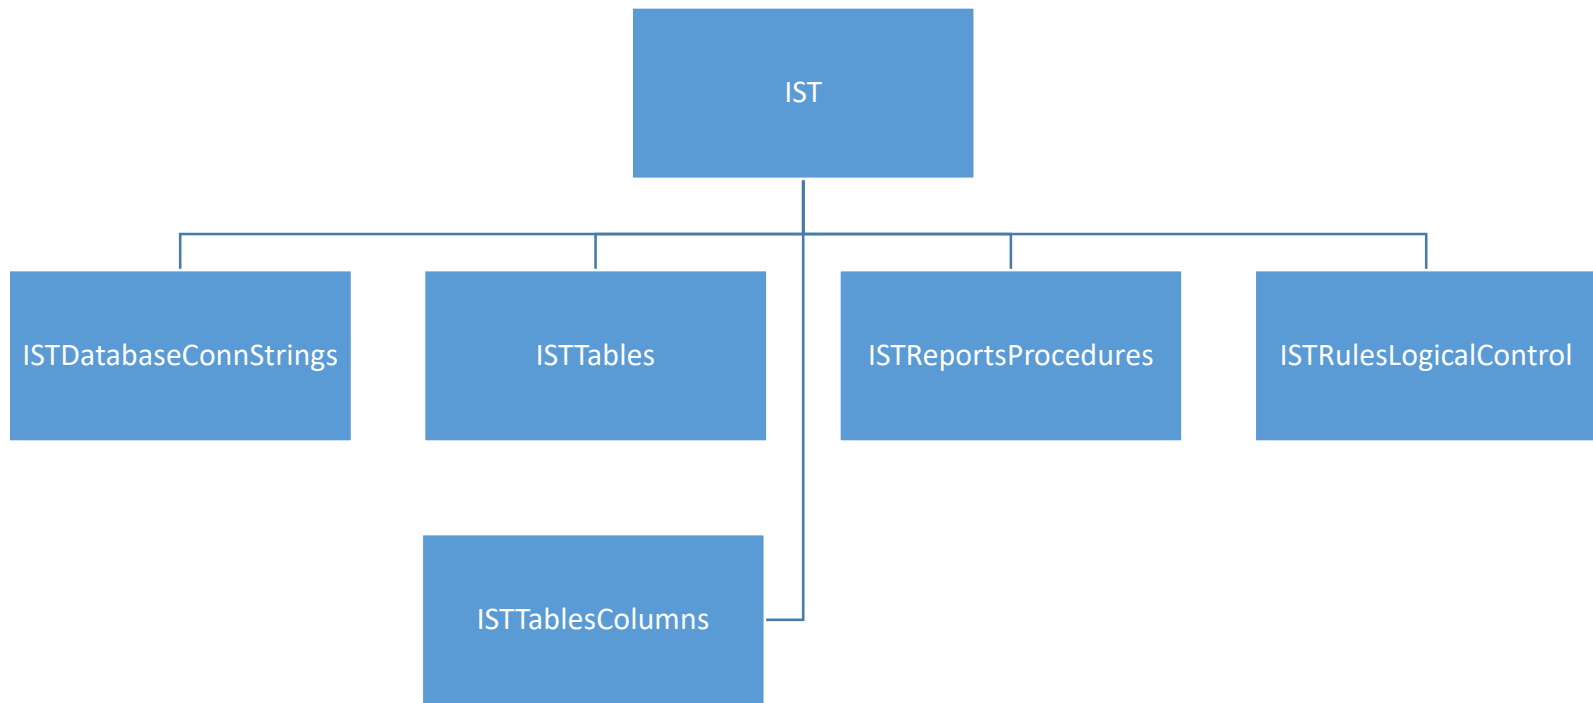 IST
ISTDatabaseConnStrings
ISTTables
ISTReportsProcedures
ISTRulesLogicalControl
ISTTablesColumns